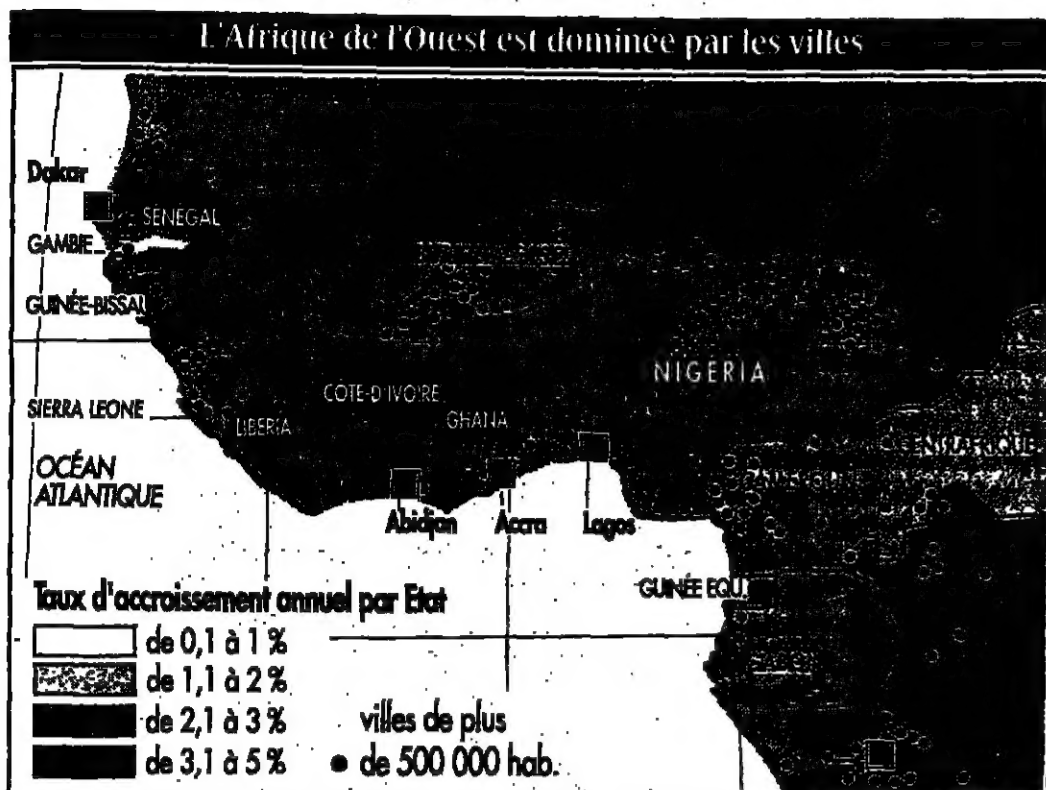 L'Afrique de l'Ouest est dominée par les villes
Dakar
SÉNÉGAL
GAMBIE
GUINÉE-BISSAU
NIGERIA
SIERRA LEONE
LIBERIA
CÔTE-D'IVOIRE
GHANA
CENTRAFRIQUE
OCÉAN
ATLANTIQUE
Abidjan
Accra
Lagos
GUINÉE EQU.
Taux d'accroissement annuel par Etat
de 0,1 à 1 %
de 1,1 à 2 %
de 2,1 à 3 %
de 3,1 à 5 %
villes de plus
de 500 000 hab.